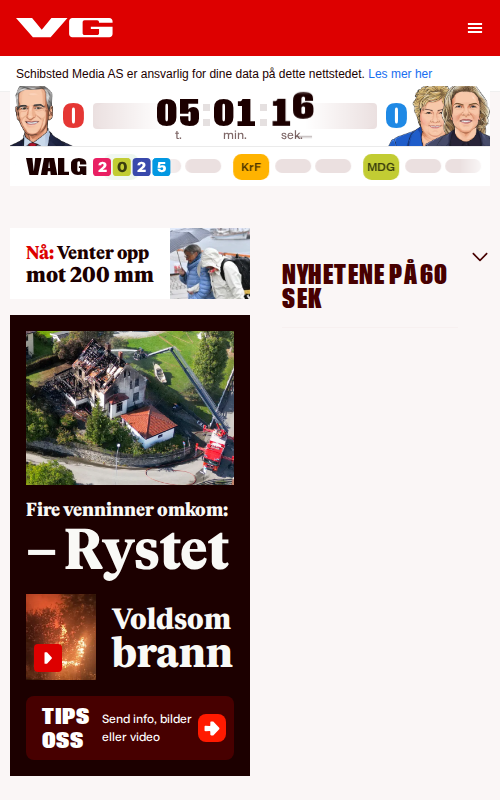 VG
Schibsted Media AS er ansvarlig for dine data på dette nettstedet. Les mer her
0
05:01:16
0
t.
min.
sek.
VALG 2025
KrF
MDG
Nå: Venter opp
mot 200 mm
NYHETENE PÅ 60
SEK
Fire venninner omkom:
– Rystet
Voldsom
brann
TIPS
OSS
Send info, bilder
eller video